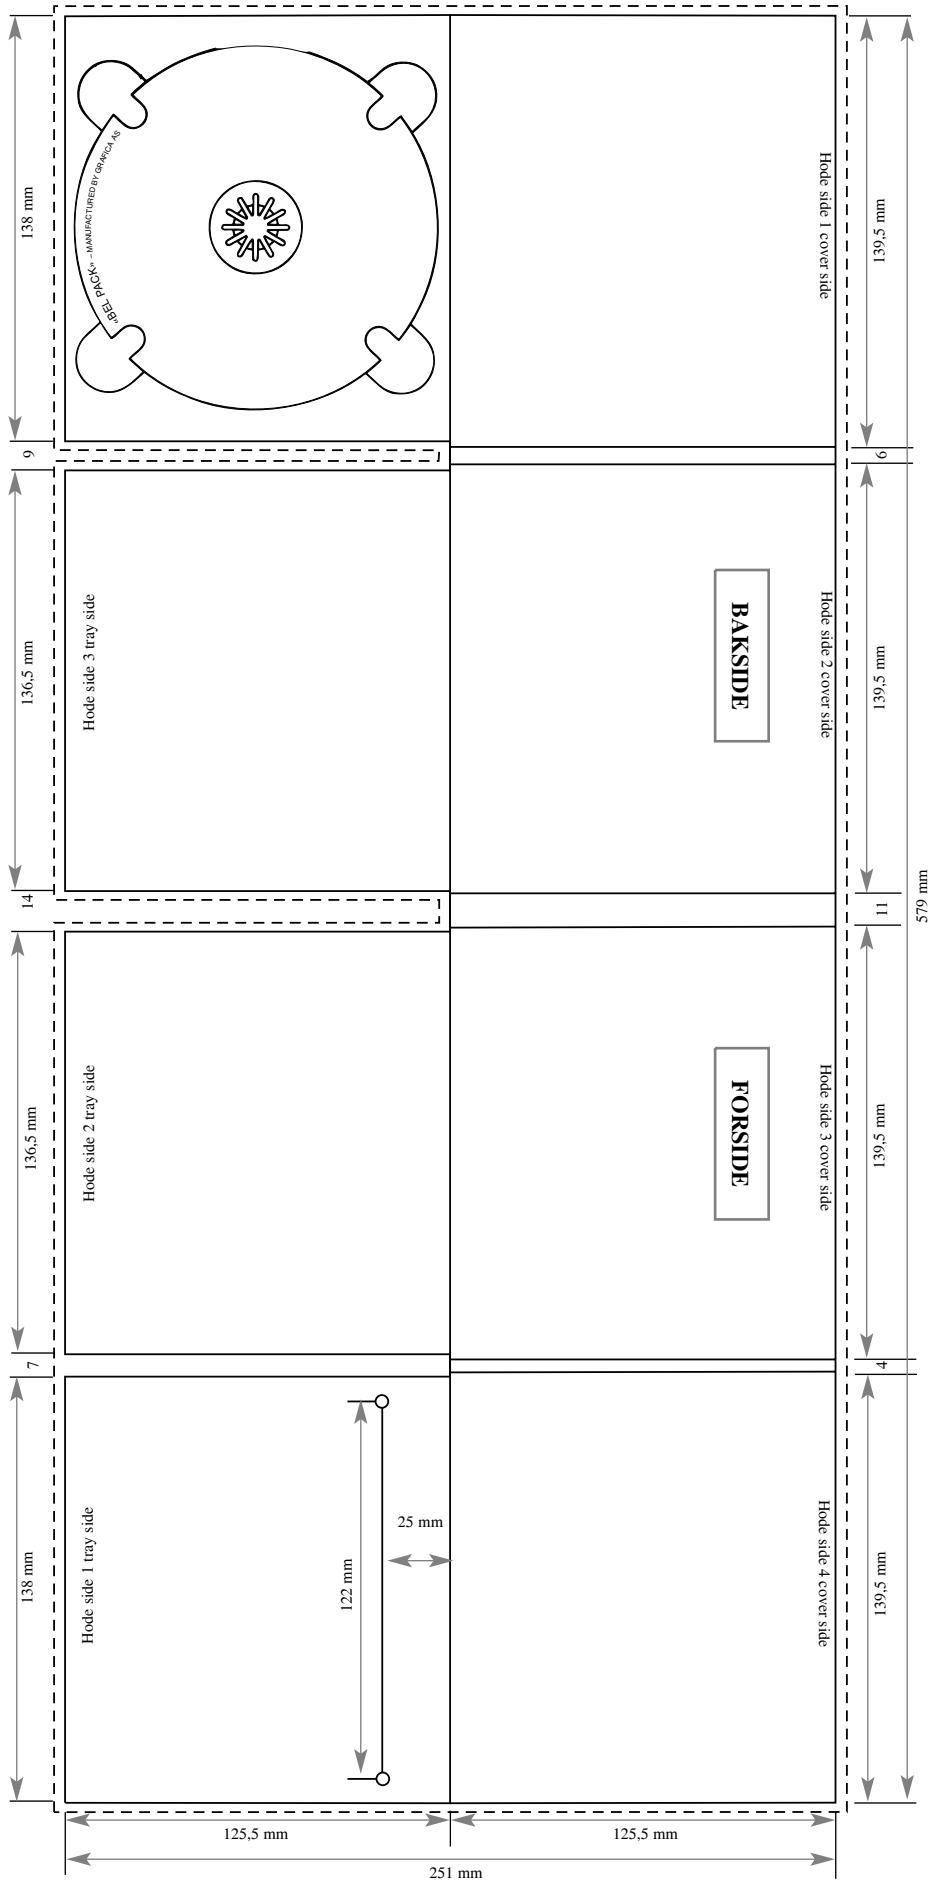 138 mm
9
136,5 mm
14
136,5 mm
7
138 mm
«BEL PACK» – MANUFACTURED BY GRAFICA AS
Hode side 3 tray side
Hode side 2 tray side
Hode side 1 tray side
122 mm
25 mm
BAKSIDE
FORSIDE
Hode side 1 cover side
Hode side 2 cover side
Hode side 3 cover side
Hode side 4 cover side
139,5 mm
6
139,5 mm
11
139,5 mm
4
139,5 mm
579 mm
125,5 mm
125,5 mm
251 mm